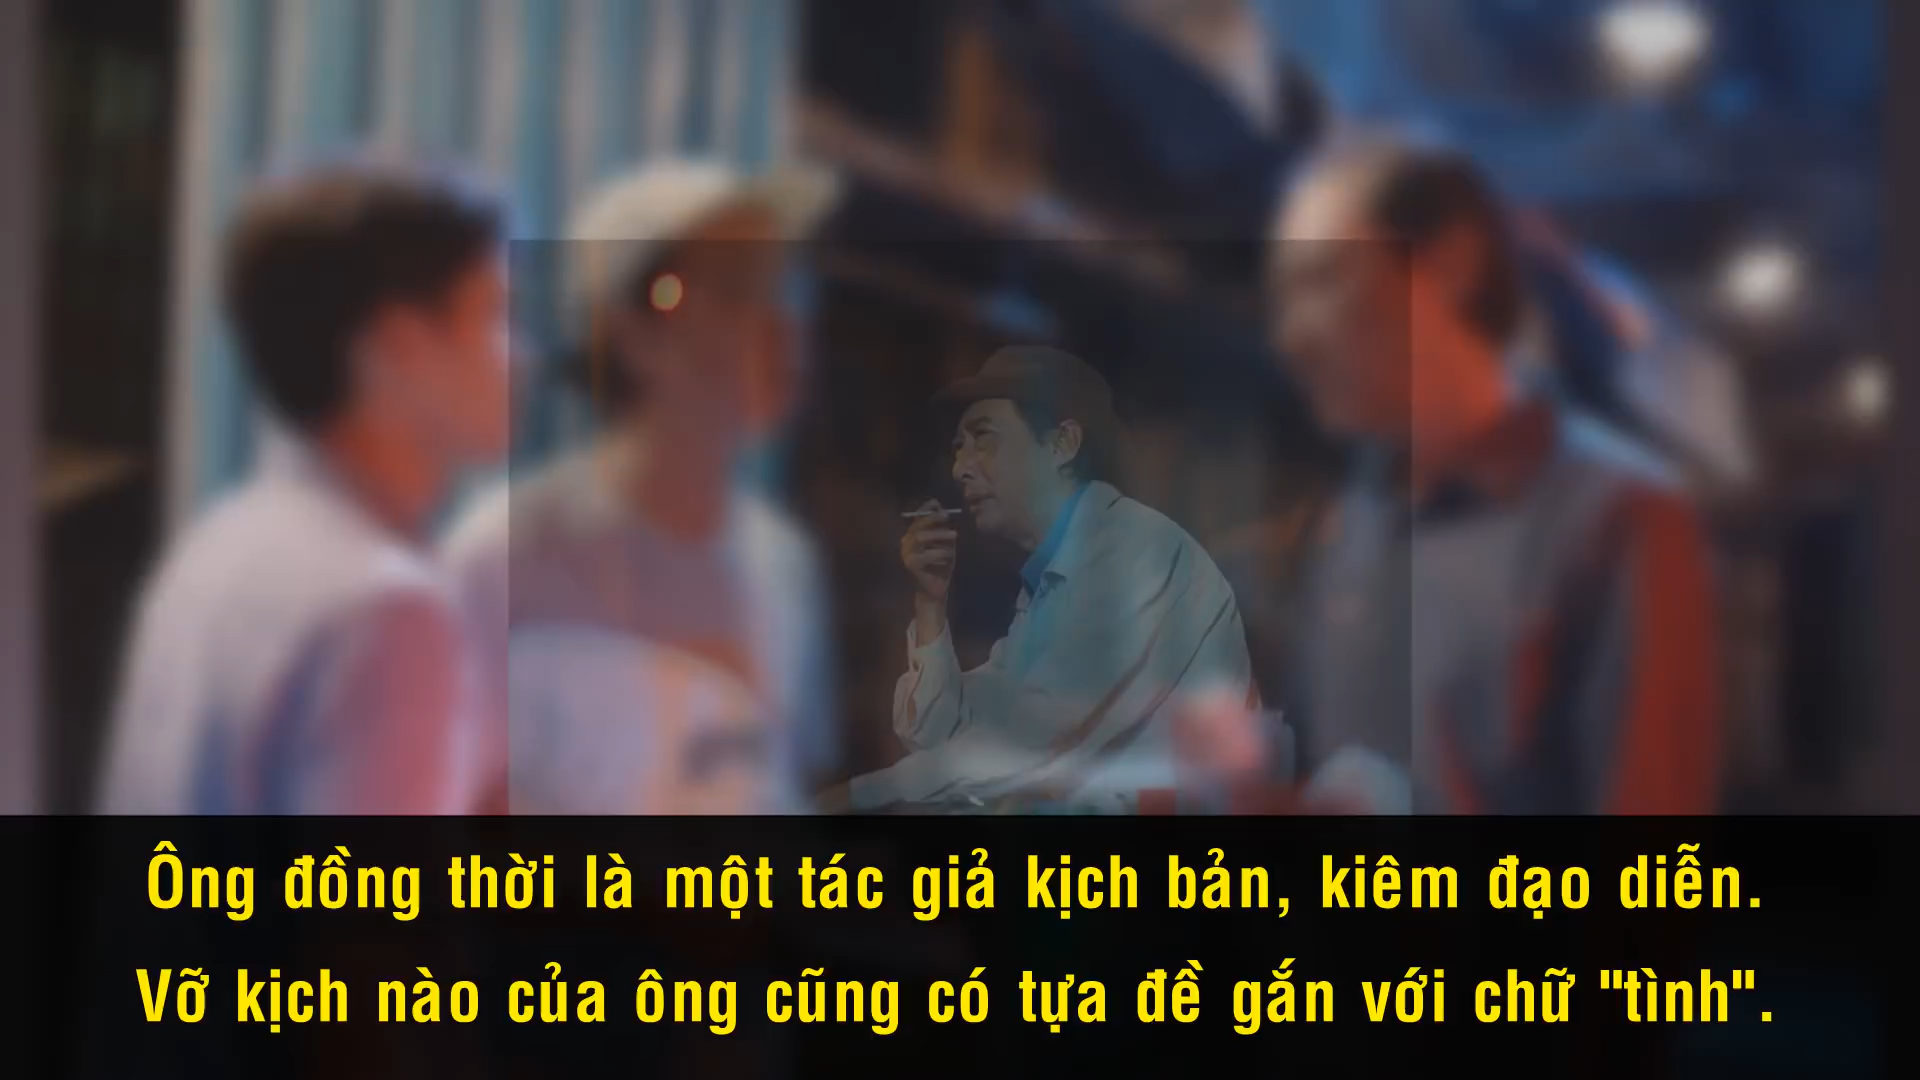 Ông đồng thời là một tác giả kịch bản, kiêm đạo diễn.
Vỡ kịch nào của ông cũng có tựa đề gắn với chữ "tình".